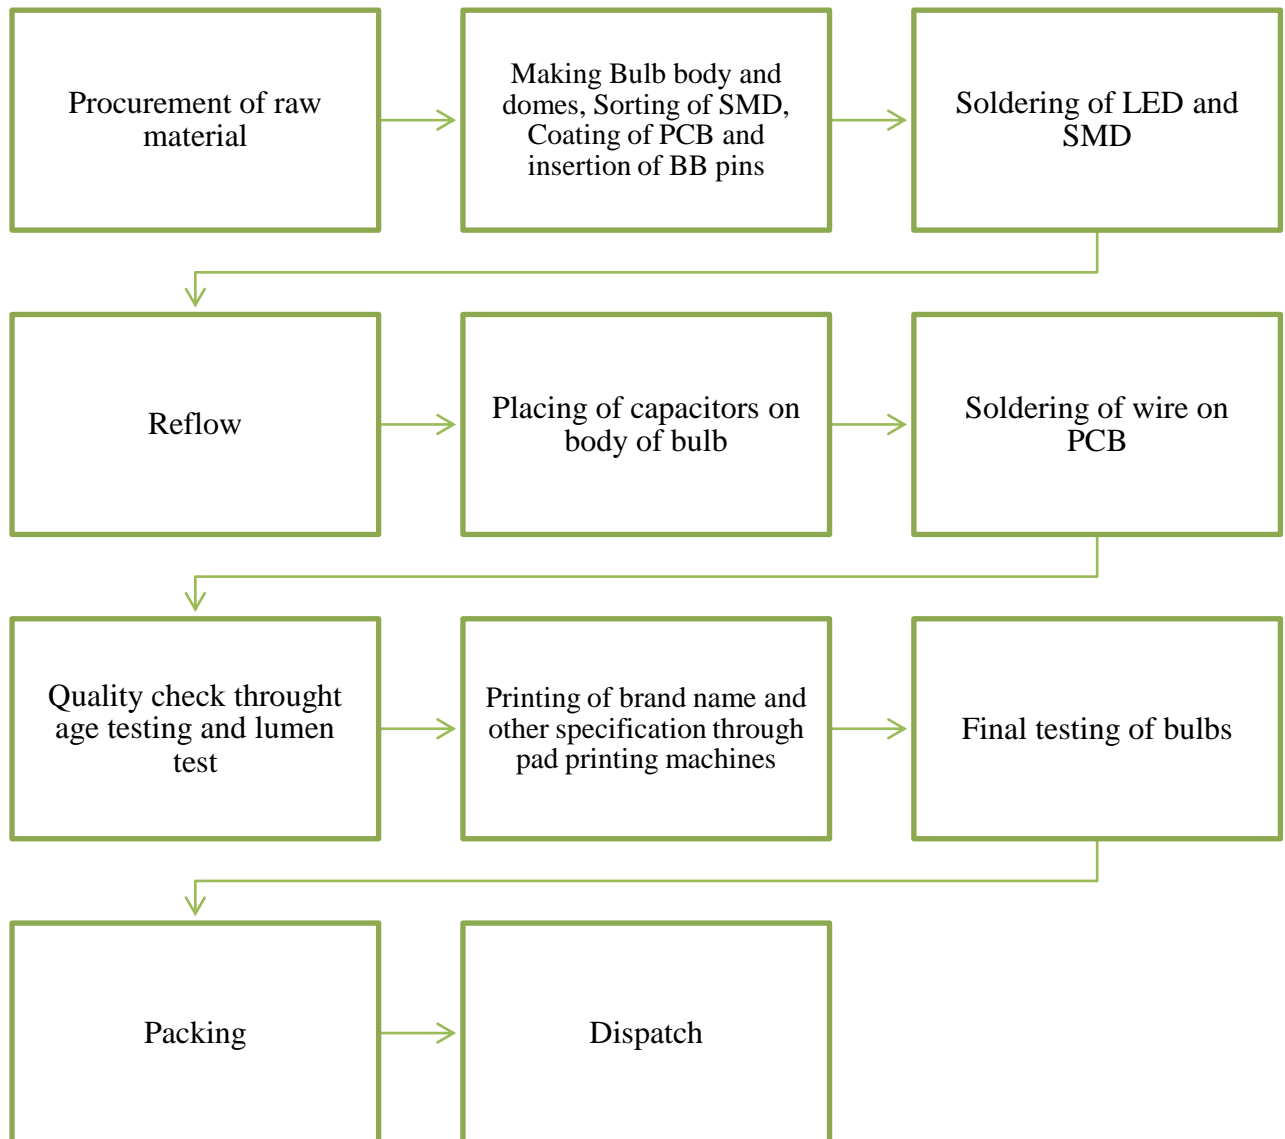 Procurement of raw
material
Making Bulb body and
domes, Sorting of SMD,
Coating of PCB and
insertion of BB pins
Soldering of LED and
SMD
Reflow
Placing of capacitors on
body of bulb
Soldering of wire on
PCB
Quality check throught
age testing and lumen
test
Printing of brand name and
other specification through
pad printing machines
Final testing of bulbs
Packing
Dispatch